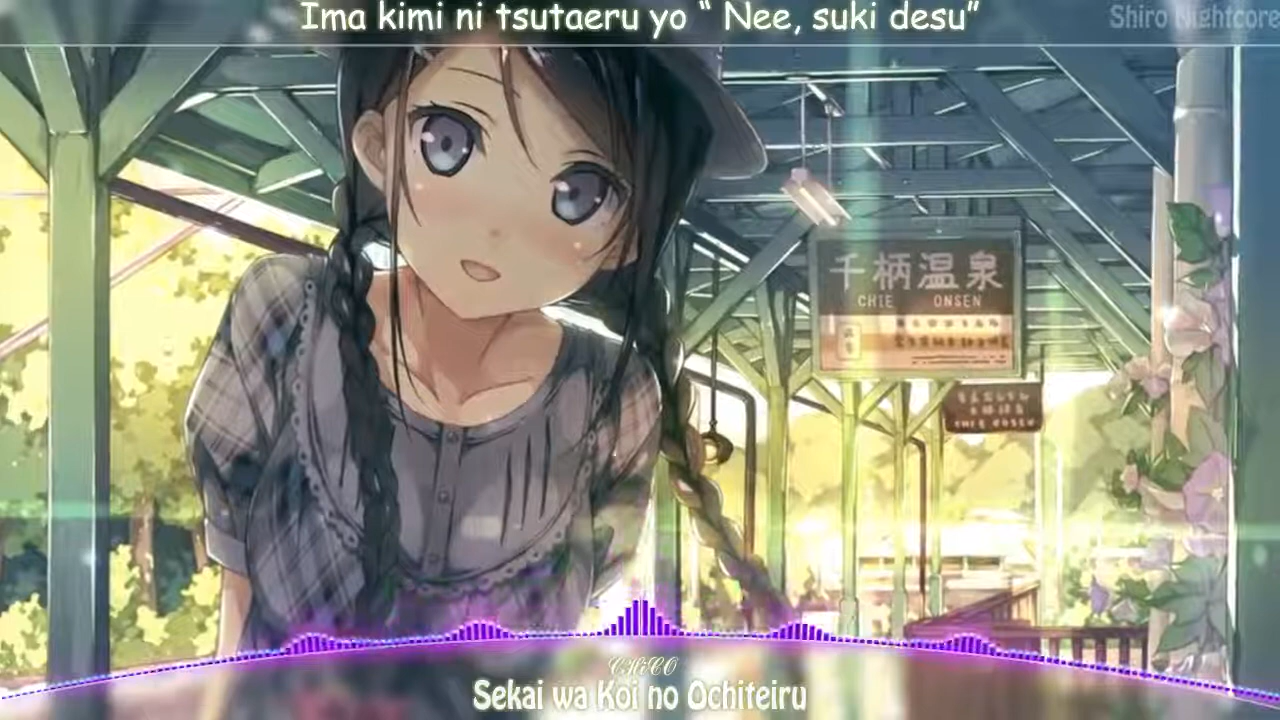 Ima kimi ni tsutaeru yo “ Nee, suki desu”
Shiro Nightcore
千柄温泉
CHIE ONSEN
CHiCO
Sekai wa Koi no Ochiteiru